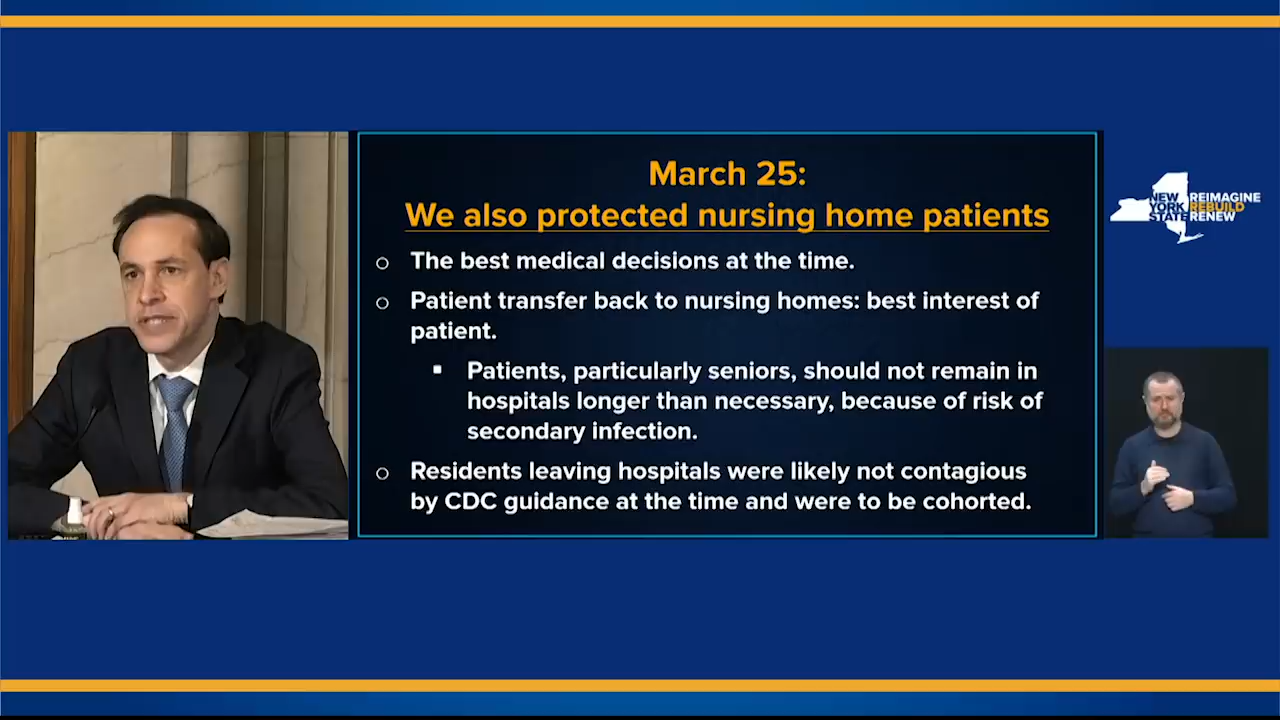 March 25:
We also protected nursing home patients
The best medical decisions at the time.
Patient transfer back to nursing homes: best interest of
patient.
Patients, particularly seniors, should not remain in
hospitals longer than necessary, because of risk of
secondary infection.
Residents leaving hospitals were likely not contagious
by CDC guidance at the time and were to be cohorted.
NEW
YORK
STATE
REIMAGINE
REBUILD
RENEW